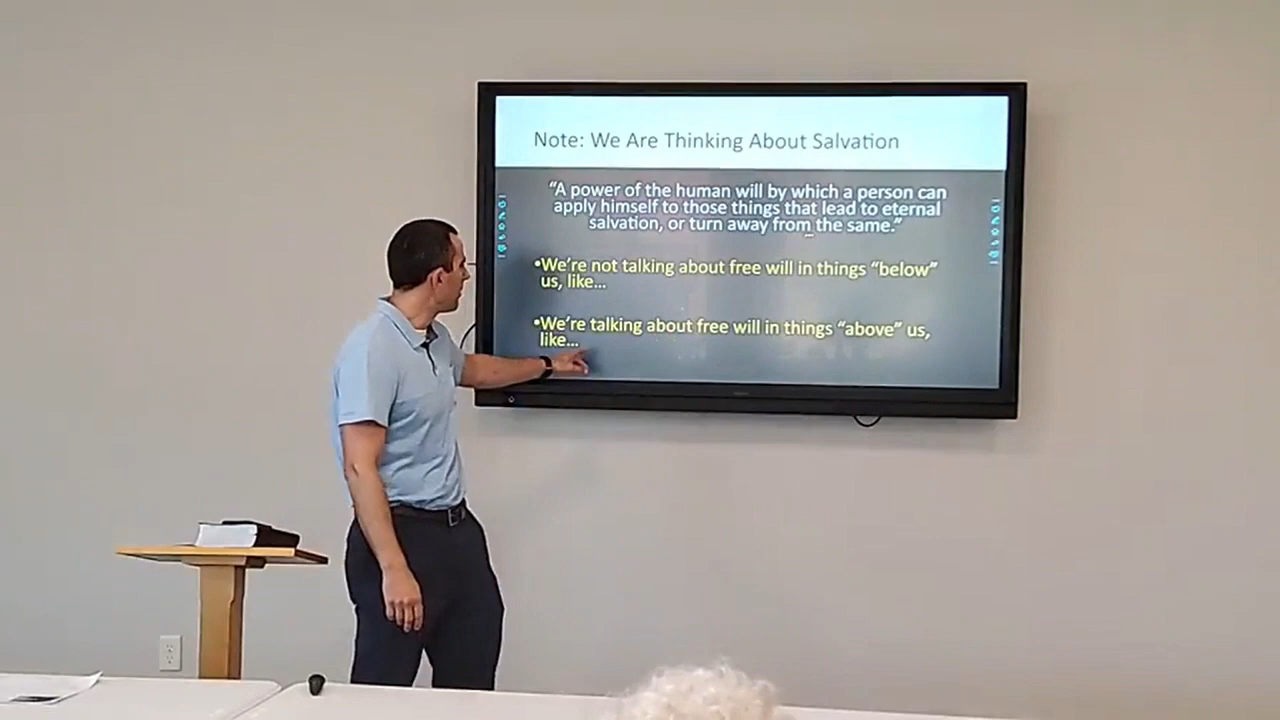 Note: We Are Thinking About Salvation
“A power of the human will by which a person can
apply himself to those things that lead to eternal
salvation, or turn away from the same.”
•We’re not talking about free will in things “below”
us, like...
•We’re talking about free will in things “above” us,
like...